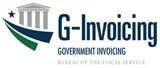 G-Invoicing
GOVERNMENT INVOICING
BUREAU OF THE FISCAL SERVICE